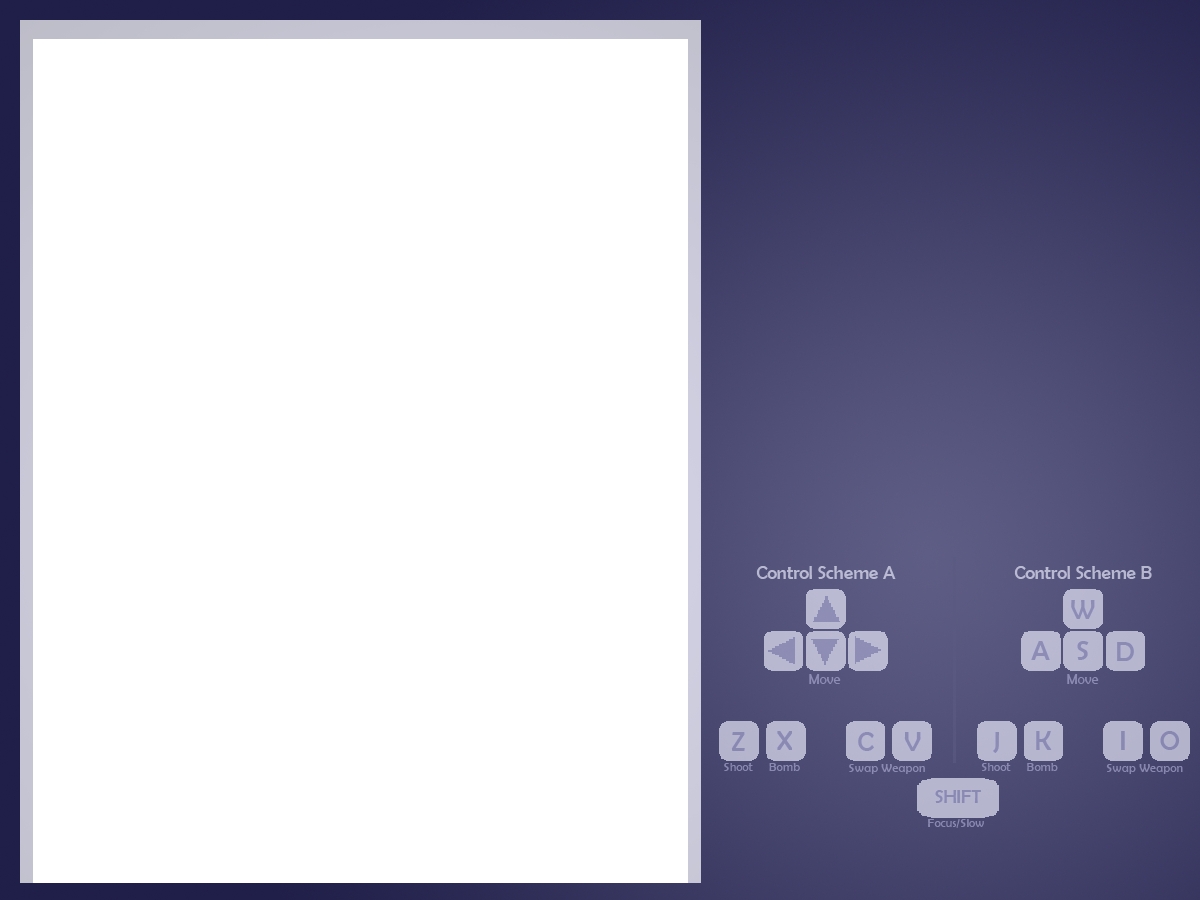 Control Scheme A
Move
Z X C V
Shoot Bomb Swap Weapon
Control Scheme B
W
A S D
Move
J K I O
Shoot Bomb Swap Weapon
SHIFT
Focus/Slow